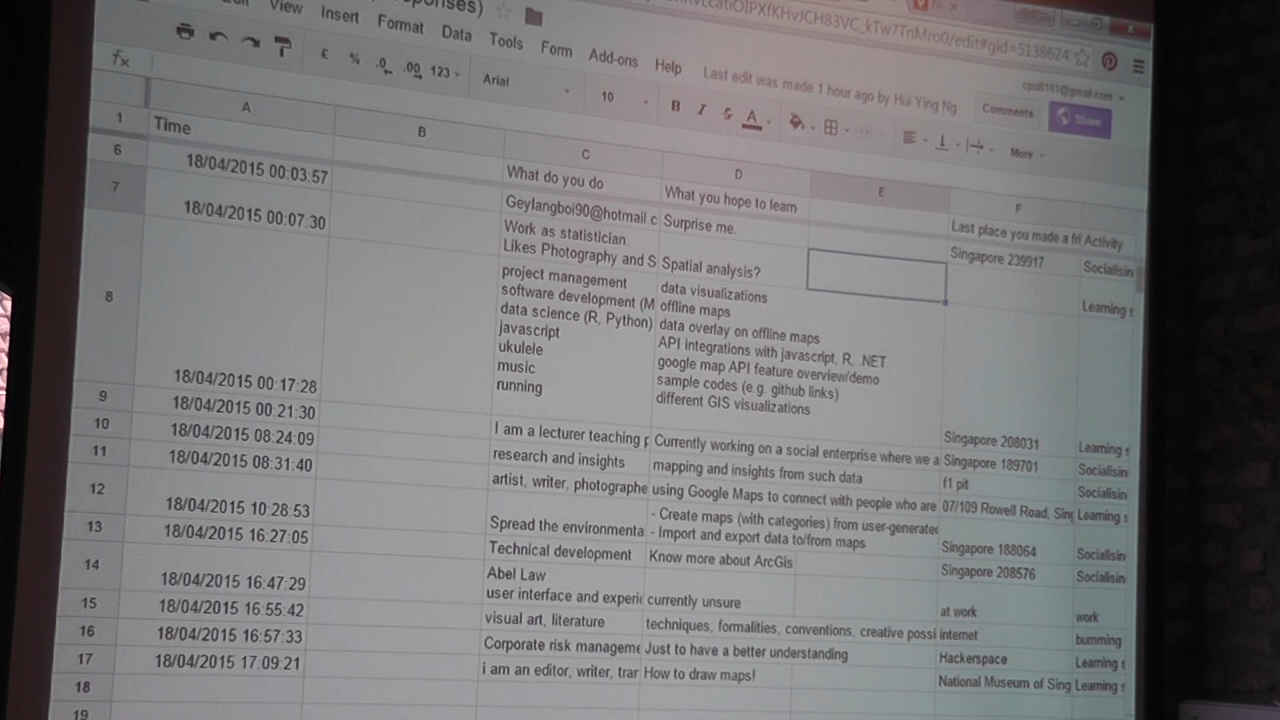 edit#gid=5138624
View Insert Format Data Tools Form Add-ons Help Last edit was made 1 hour ago by Hui Ying Ng
Comments Share
£ % .0 .00 123 Arial 10 B I S A More
fx
A B C D E F
1 Time What do you do What you hope to learn Last place you made a fri Activity
6 18/04/2015 00:03:57 Geylangboi90@hotmail c Surprise me. Singapore 239917 Socialisin
7 18/04/2015 00:07:30 Work as statistician.
Likes Photography and S Spatial analysis? Learning s
8 18/04/2015 00:17:28 project management
software development (M
data science (R, Python)
javascript
ukulele
music
running
data visualizations
offline maps
data overlay on offline maps
API integrations with javascript, R, .NET
google map API feature overview/demo
sample codes (e.g. github links)
different GIS visualizations
Singapore 208031 Learning s
9 18/04/2015 00:21:30 I am a lecturer teaching p Currently working on a social enterprise where we a Singapore 189701 Socialisin
10 18/04/2015 08:24:09 research and insights mapping and insights from such data f1 pit Socialisin
11 18/04/2015 08:31:40 artist, writer, photographe using Google Maps to connect with people who are 07/109 Rowell Road, Sing Learning s
12 18/04/2015 10:28:53 Spread the environmenta - Create maps (with categories) from user-generated
- Import and export data to/from maps Singapore 188064 Socialisin
13 18/04/2015 16:27:05 Technical development Know more about ArcGis Singapore 208576 Socialisin
14 18/04/2015 16:47:29 Abel Law
user interface and experi currently unsure at work work
15 18/04/2015 16:55:42 visual art, literature techniques, formalities, conventions, creative possi internet bumming
16 18/04/2015 16:57:33 Corporate risk manageme Just to have a better understanding Hackerspace Learning s
17 18/04/2015 17:09:21 i am an editor, writer, trar How to draw maps! National Museum of Sing Learning s
18
19